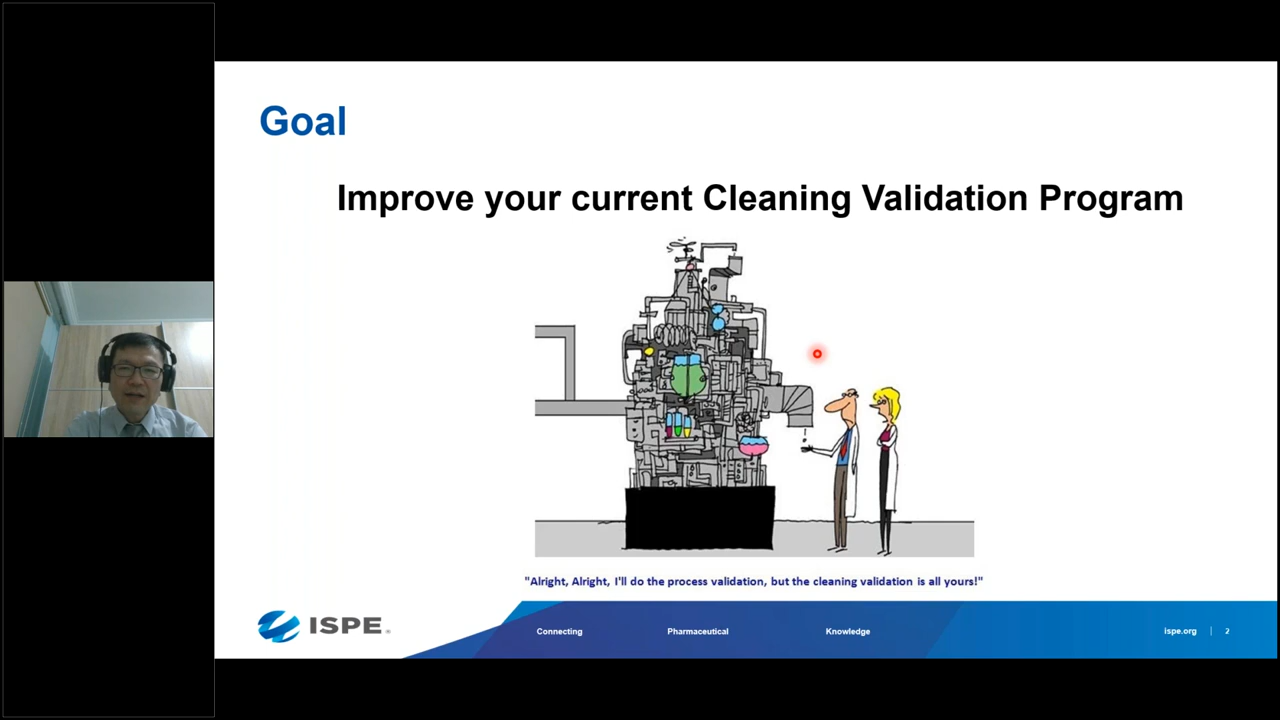 Goal
Improve your current Cleaning Validation Program
"Alright, Alright, I'll do the process validation, but the cleaning validation is all yours!"
ISPE®
Connecting Pharmaceutical Knowledge
ispe.org | 2